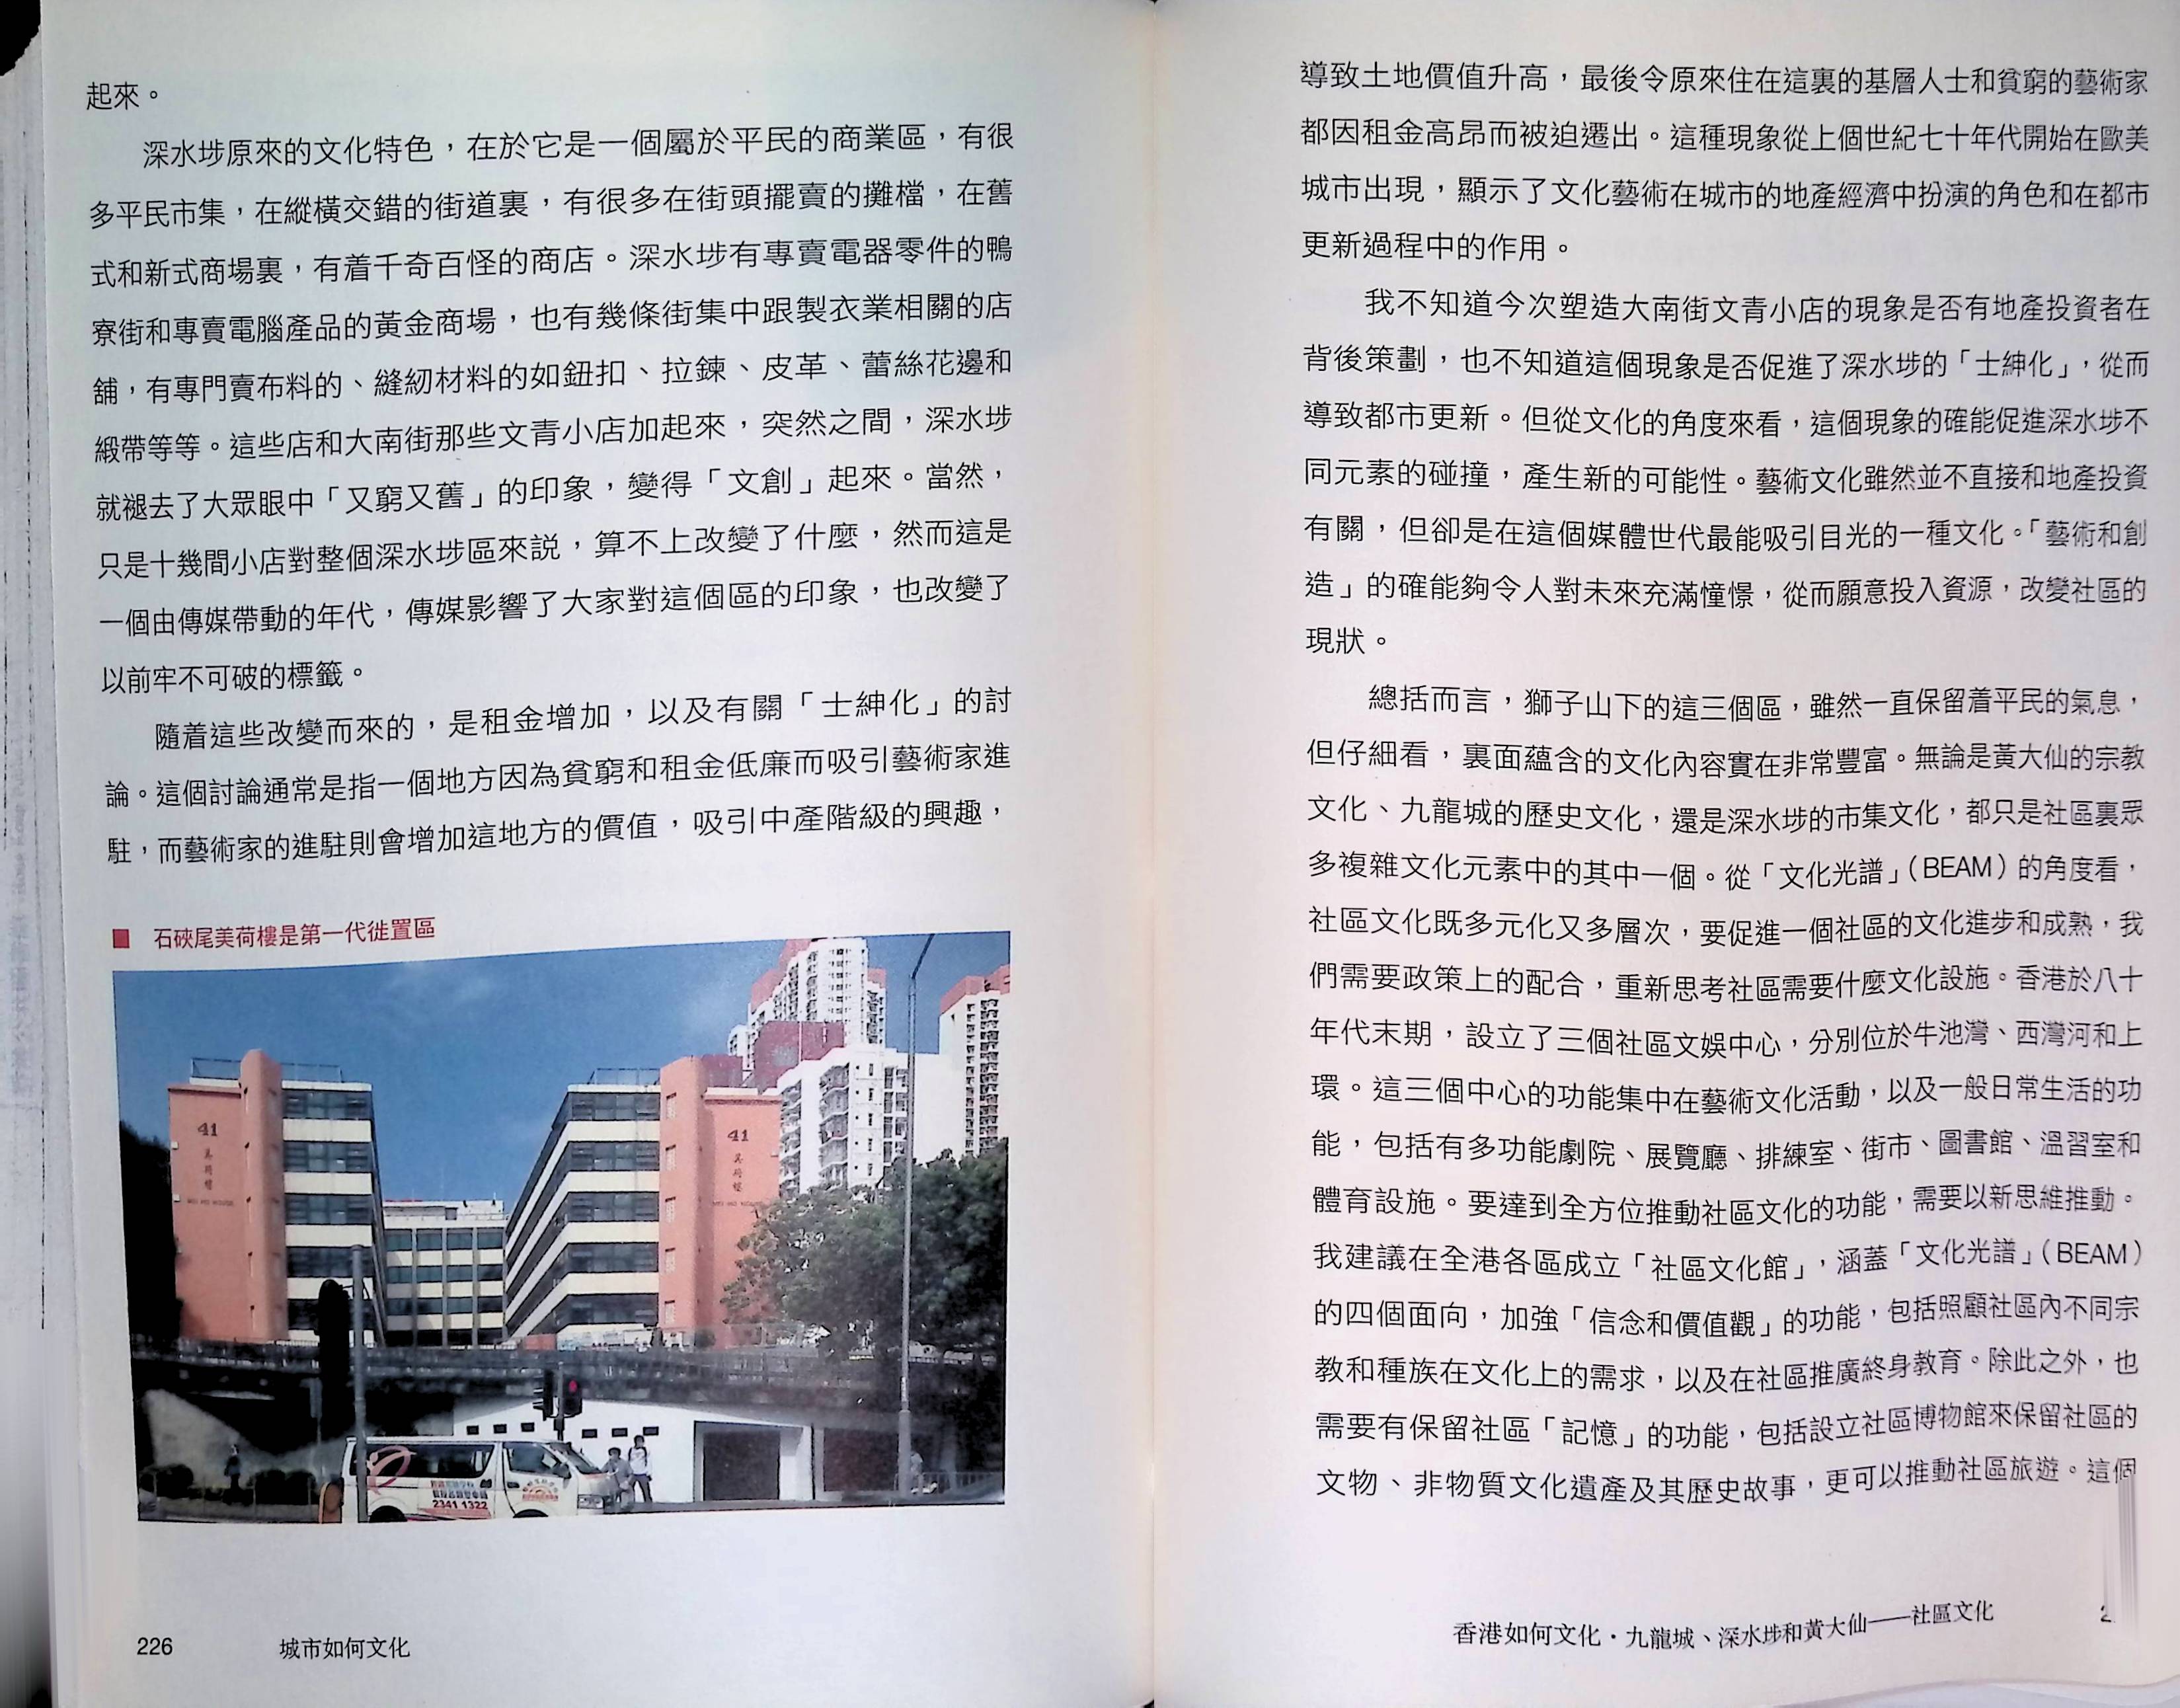 起來。
深水埗原來的文化特色，在於它是一個屬於平民的商業區，有很
多平民市集，在縱橫交錯的街道裏，有很多在街頭擺賣的攤檔，在舊
式和新式商場裏，有着千奇百怪的商店。深水埗有專賣電器零件的鴨
寮街和專賣電腦產品的黃金商場，也有幾條街集中跟製衣業相關的店
舖，有專門賣布料的、縫紉材料的如鈕扣、拉鍊、皮革、蕾絲花邊和
緞帶等等。這些店和大南街那些文青小店加起來，突然之間，深水埗
就褪去了大眾眼中「又窮又舊」的印象，變得「文創」起來。當然，
只是十幾間小店對整個深水埗區來説，算不上改變了什麼，然而這是
一個由傳媒帶動的年代，傳媒影響了大家對這個區的印象，也改變了
以前牢不可破的標籤。
隨着這些改變而來的，是租金增加，以及有關「士紳化」的討
論。這個討論通常是指一個地方因為貧窮和租金低廉而吸引藝術家進
駐，而藝術家的進駐則會增加這地方的價值，吸引中產階級的興趣，
■ 石硤尾美荷樓是第一代徙置區
41
美荷樓
MEI HO HOUSE
41
美荷樓
MEI HO HOUSE
2341 1322
226 城市如何文化
導致土地價值升高，最後令原來住在這裏的基層人士和貧窮的藝術家
都因租金高昂而被迫遷出。這種現象從上個世紀七十年代開始在歐美
城市出現，顯示了文化藝術在城市的地產經濟中扮演的角色和在都市
更新過程中的作用。
我不知道今次塑造大南街文青小店的現象是否有地產投資者在
背後策劃，也不知道這個現象是否促進了深水埗的「士紳化」，從而
導致都市更新。但從文化的角度來看，這個現象的確能促進深水埗不
同元素的碰撞，產生新的可能性。藝術文化雖然並不直接和地產投資
有關，但卻是在這個媒體世代最能吸引目光的一種文化。「藝術和創
造」的確能夠令人對未來充滿憧憬，從而願意投入資源，改變社區的
現狀。
總括而言，獅子山下的這三個區，雖然一直保留着平民的氣息，
但仔細看，裏面蘊含的文化內容實在非常豐富。無論是黃大仙的宗教
文化、九龍城的歷史文化，還是深水埗的市集文化，都只是社區裏眾
多複雜文化元素中的其中一個。從「文化光譜」（BEAM）的角度看，
社區文化既多元化又多層次，要促進一個社區的文化進步和成熟，我
們需要政策上的配合，重新思考社區需要什麼文化設施。香港於八十
年代末期，設立了三個社區文娛中心，分別位於牛池灣、西灣河和上
環。這三個中心的功能集中在藝術文化活動，以及一般日常生活的功
能，包括有多功能劇院、展覽廳、排練室、街市、圖書館、溫習室和
體育設施。要達到全方位推動社區文化的功能，需要以新思維推動。
我建議在全港各區成立「社區文化館」，涵蓋「文化光譜」（BEAM）
的四個面向，加強「信念和價值觀」的功能，包括照顧社區內不同宗
教和種族在文化上的需求，以及在社區推廣終身教育。除此之外，也
需要有保留社區「記憶」的功能，包括設立社區博物館來保留社區的
文物、非物質文化遺產及其歷史故事，更可以推動社區旅遊。這個
香港如何文化・九龍城、深水埗和黃大仙——社區文化